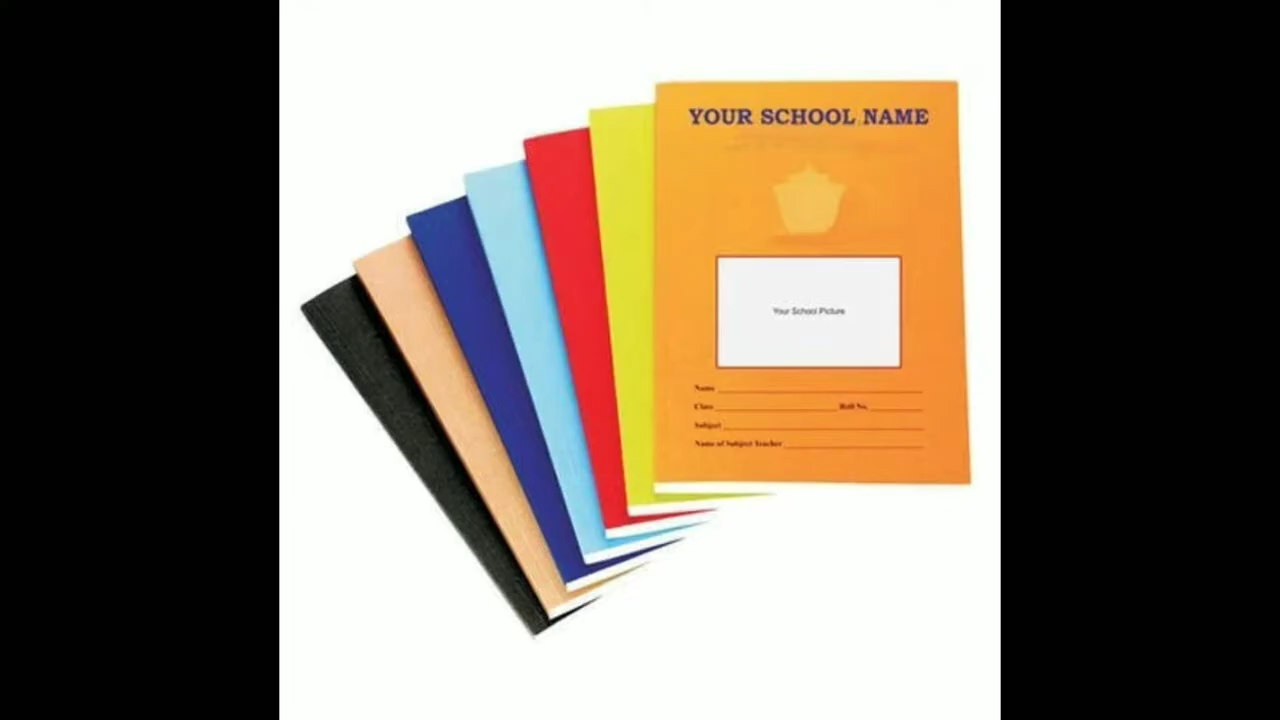 YOUR SCHOOL NAME
Your School Picture
Name
Class Roll No.
Subject
Name of Subject Teacher